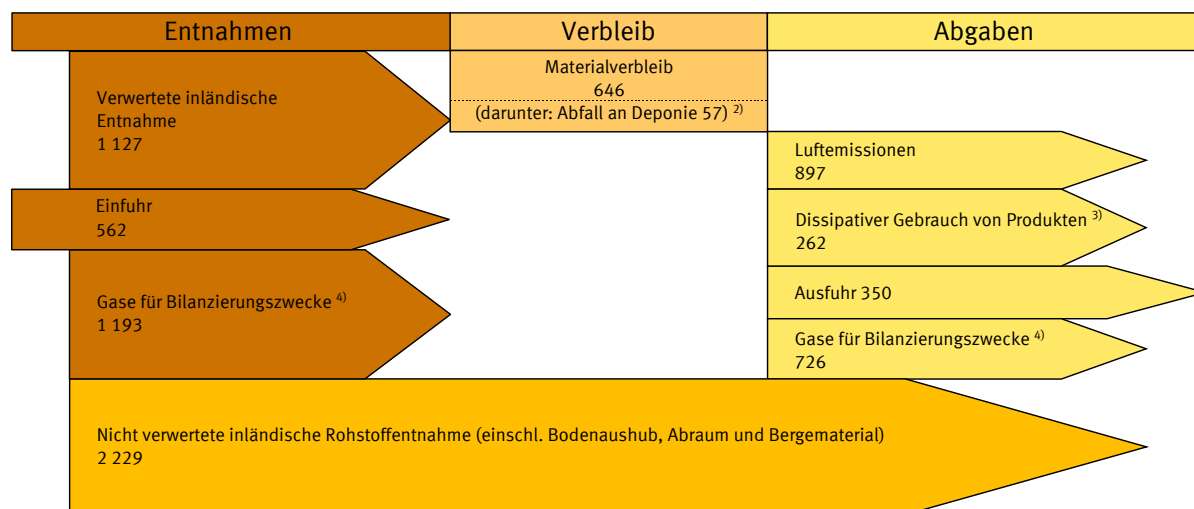 Entnahmen
Verbleib
Abgaben
Verwertete inländische
Entnahme
1 127
Materialverbleib
646
(darunter: Abfall an Deponie 57) 2)
Luftemissionen
897
Einfuhr
562
Dissipativer Gebrauch von Produkten 3)
262
Gase für Bilanzierungszwecke 4)
1 193
Ausfuhr 350
Gase für Bilanzierungszwecke 4)
726
Nicht verwertete inländische Rohstoffentnahme (einschl. Bodenaushub, Abraum und Bergematerial)
2 229